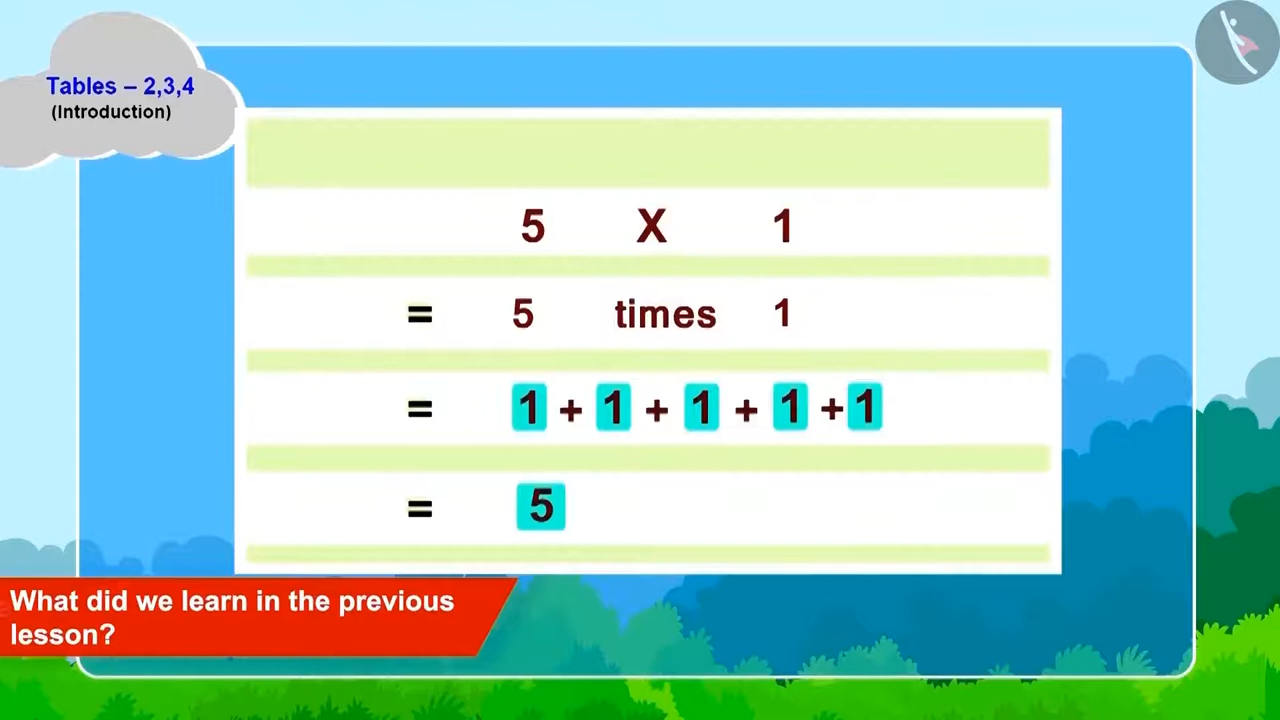 Tables – 2,3,4
(Introduction)
5 X 1
= 5 times 1
= 1 + 1 + 1 + 1 + 1
= 5
What did we learn in the previous
lesson?